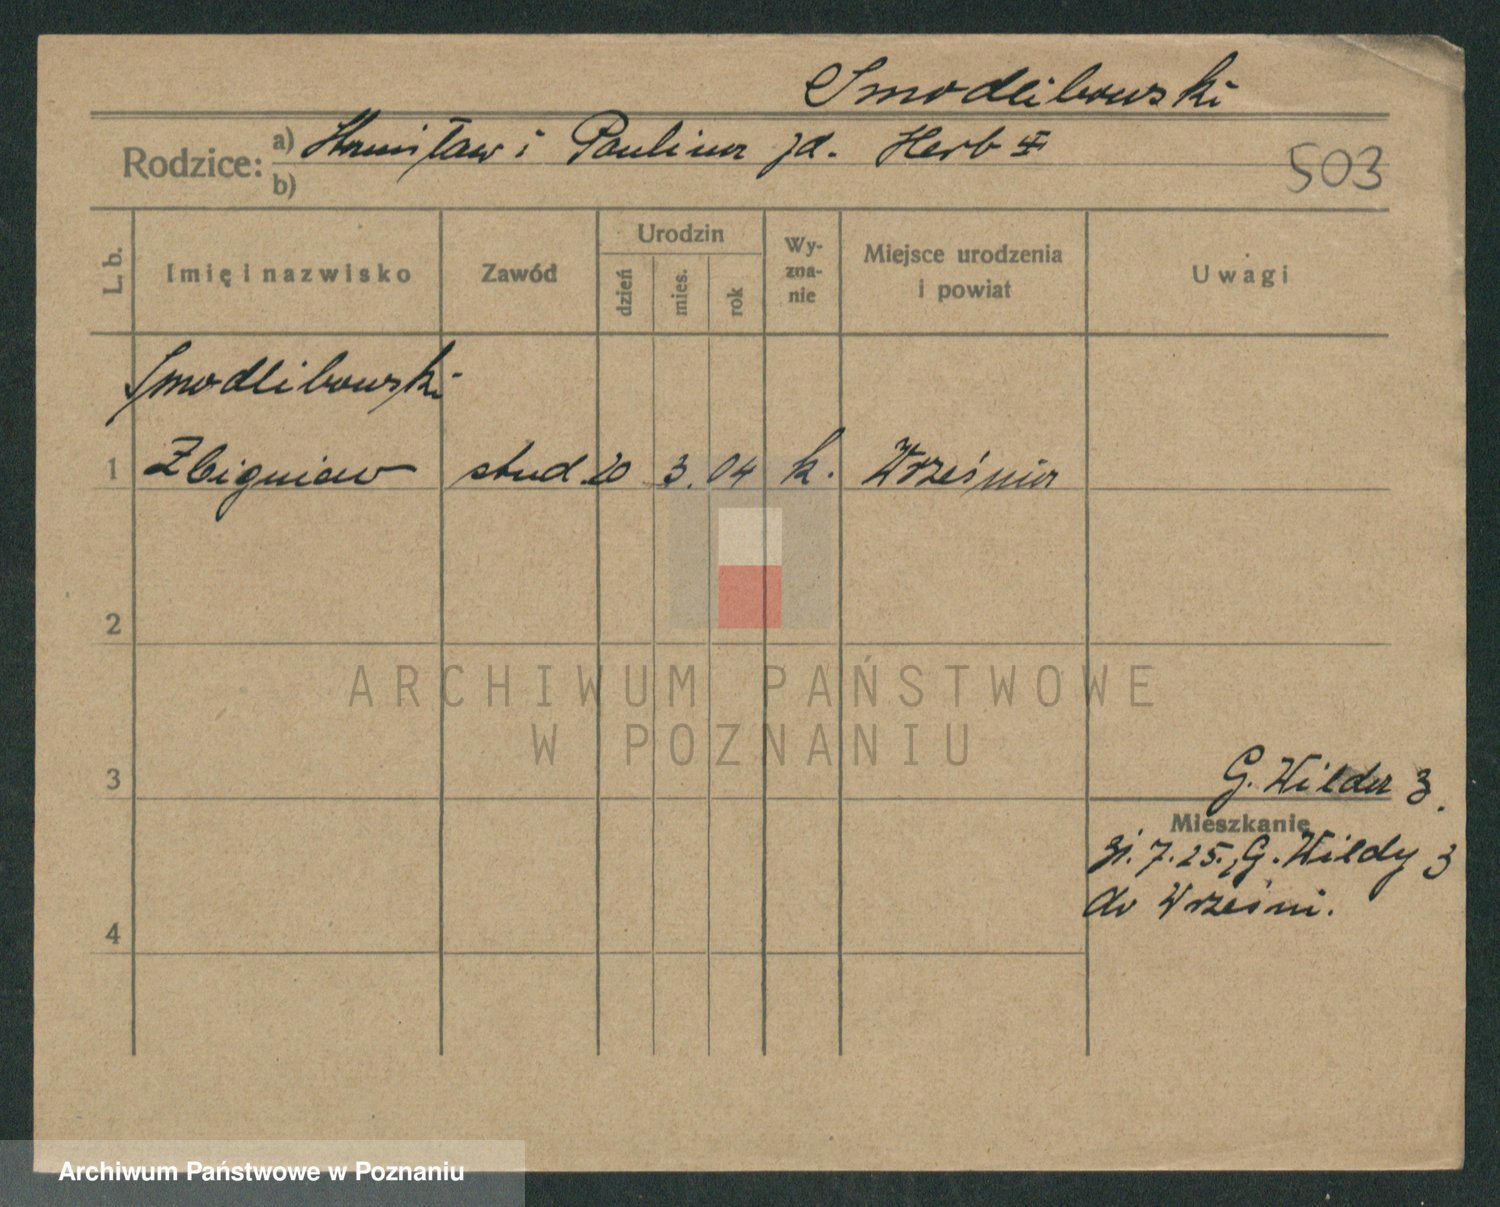 Smodlibowski
Rodzice: a) Stanisław i Paulina zd. Herbst
b)
503
L. b.
Imię i nazwisko
Zawód
Urodzin
dzień
mies.
rok
Wy-
zna-
nie
Miejsce urodzenia
i powiat
Uwagi
Smodlibowski
1 Zbigniew stud. 20 3. 04 k. Września
2
ARCHIWUM PAŃSTWOWE
W POZNANIU
3
G. Wilda 3.
Mieszkanie
31. 7. 25. G. Wildy 3
do Wrześni.
4
Archiwum Państwowe w Poznaniu